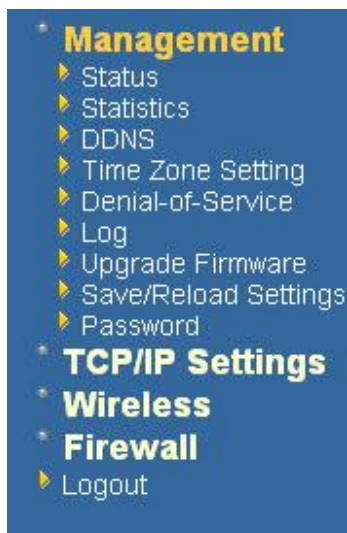 Management
Status
Statistics
DDNS
Time Zone Setting
Denial-of-Service
Log
Upgrade Firmware
Save/Reload Settings
Password
TCP/IP Settings
Wireless
Firewall
Logout